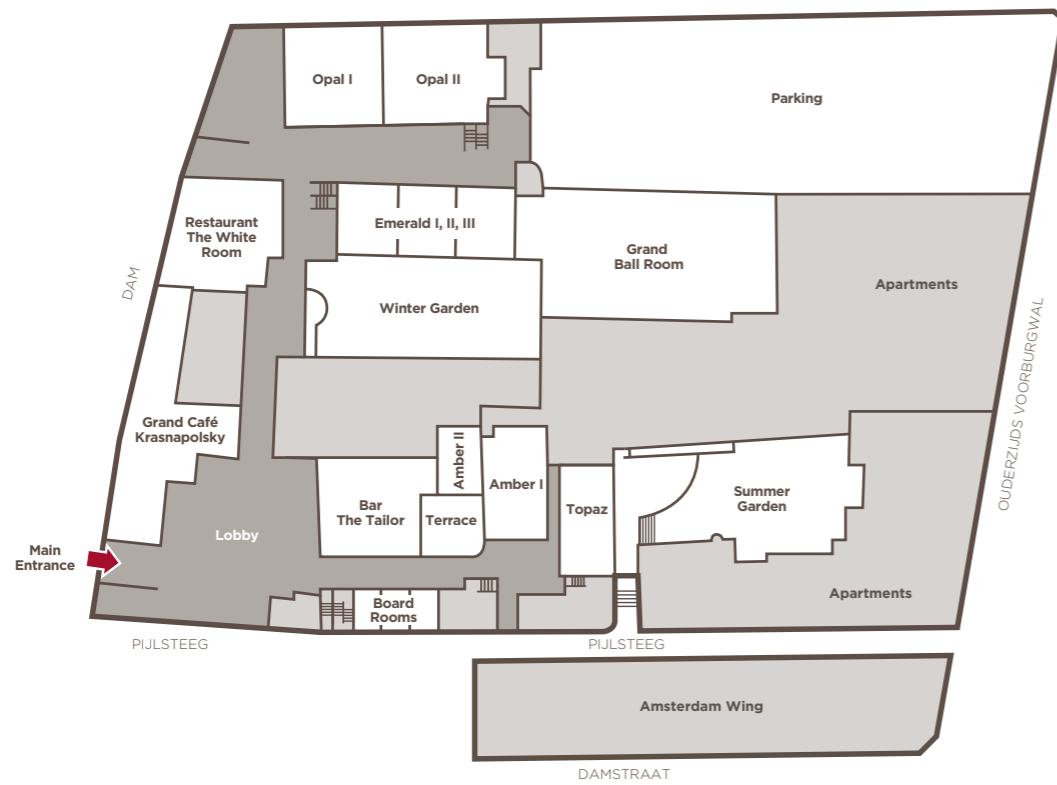 Opal I
Opal II
Parking
Restaurant
The White
Room
Emerald I, II, III
Grand
Ball Room
DAM
Winter Garden
Apartments
OUDERZIJDS VOORBURGWAL
Grand Café
Krasnapolsky
Amber II
Amber I
Bar
The Tailor
Terrace
Topaz
Summer
Garden
Lobby
Main
Entrance
Board
Rooms
Apartments
PIJLSTEEG
PIJLSTEEG
Amsterdam Wing
DAMSTRAAT